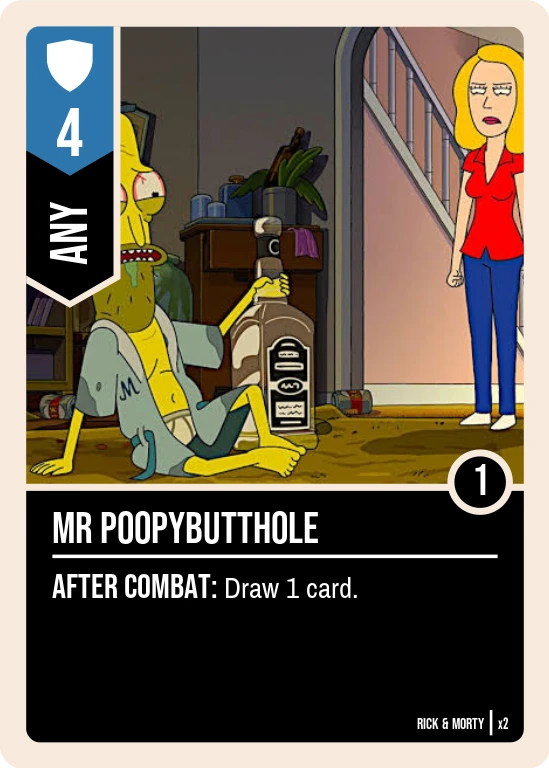 4
ANY
1
MR POOPYBUTTHOLE
AFTER COMBAT: Draw 1 card.
RICK & MORTY | x2